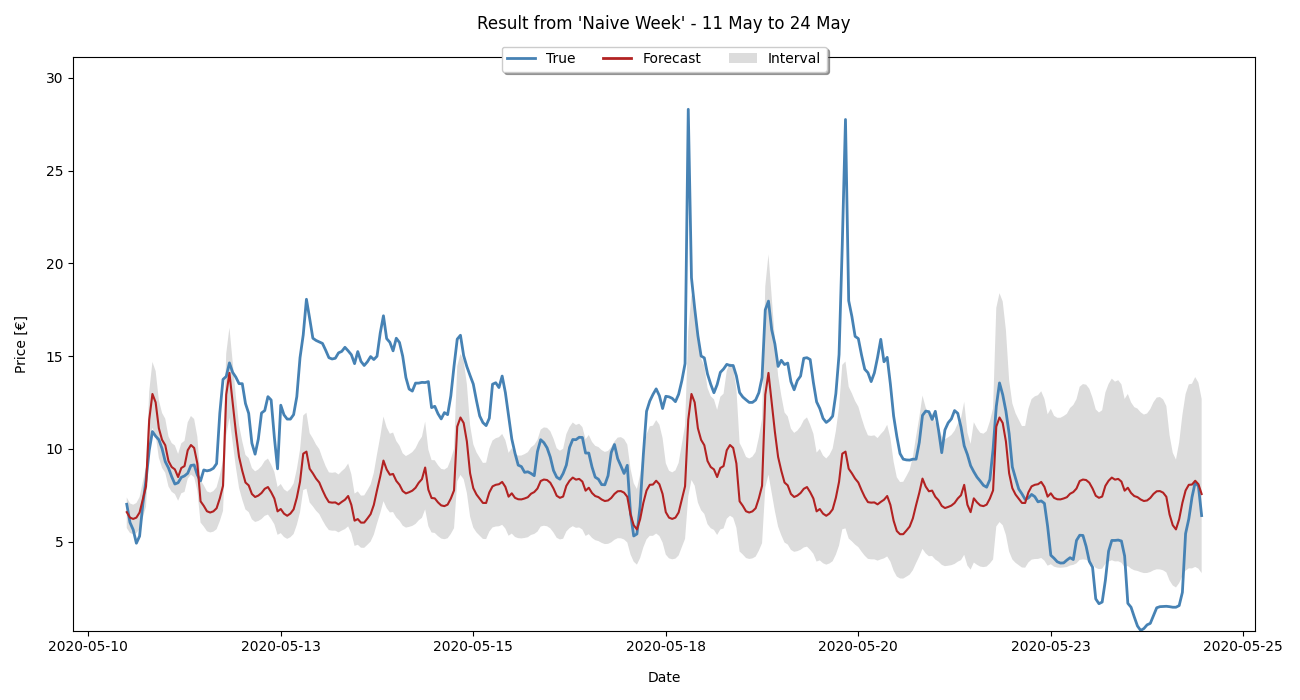 Result from 'Naive Week' - 11 May to 24 May
True
Forecast
Interval
Price [€]
30
25
20
15
10
5
2020-05-10
2020-05-13
2020-05-15
2020-05-18
2020-05-20
2020-05-23
2020-05-25
Date